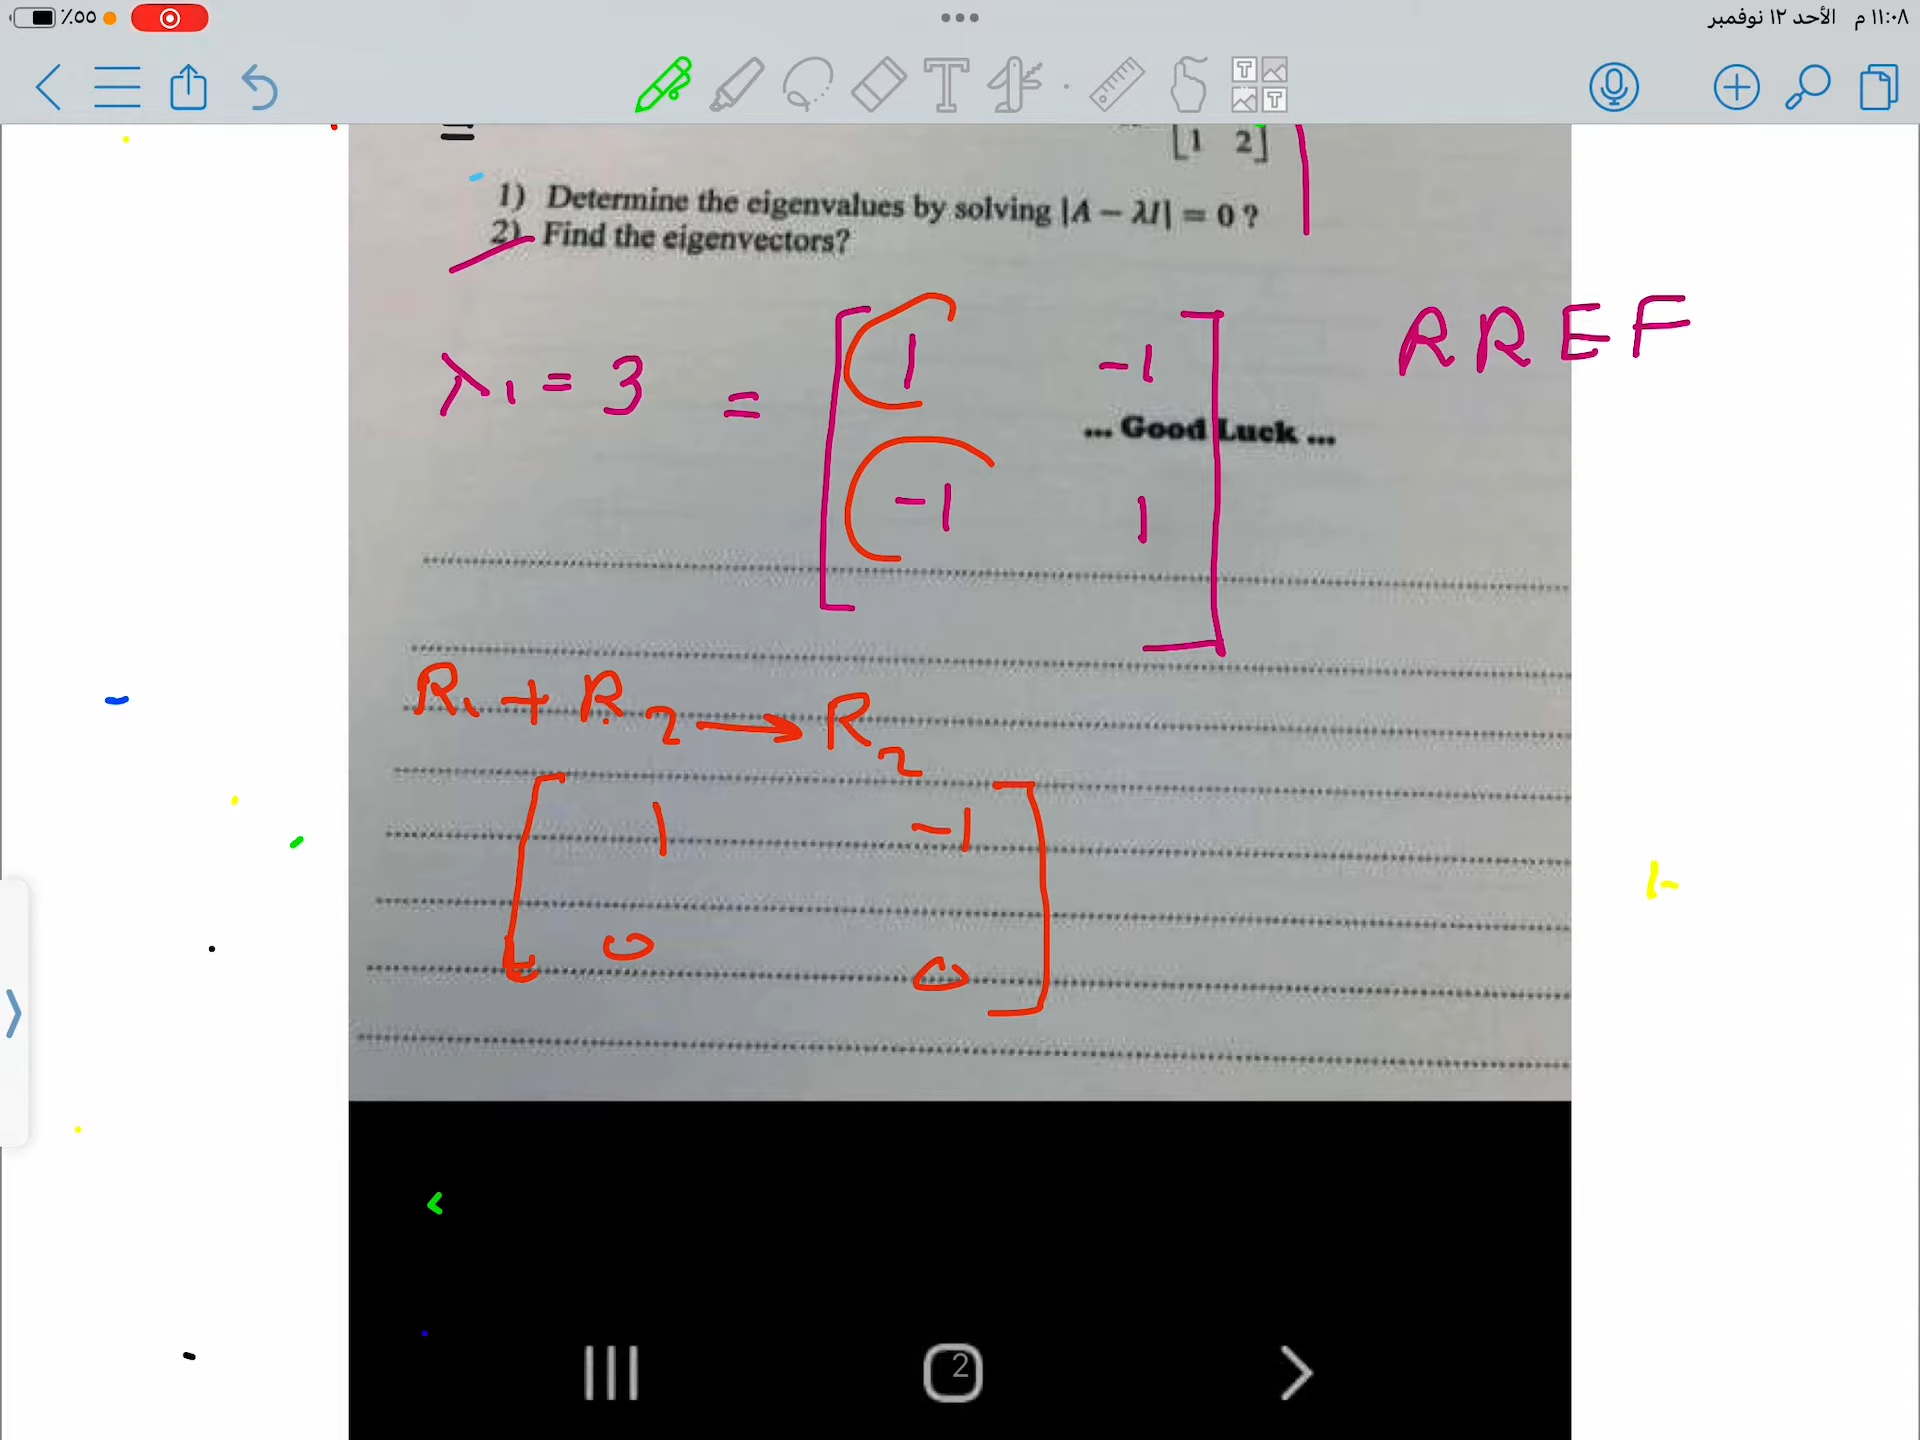 ٪٥٥
١١:٠٨ م الأحد ١٢ نوفمبر
[1 2]
1) Determine the eigenvalues by solving |A − λI| = 0 ?
2) Find the eigenvectors?
RREF
λ1 = 3 = [1 -1
-1 1]
... Good Luck ...
R1 + R2 → R2
[1 -1
0 0]
2